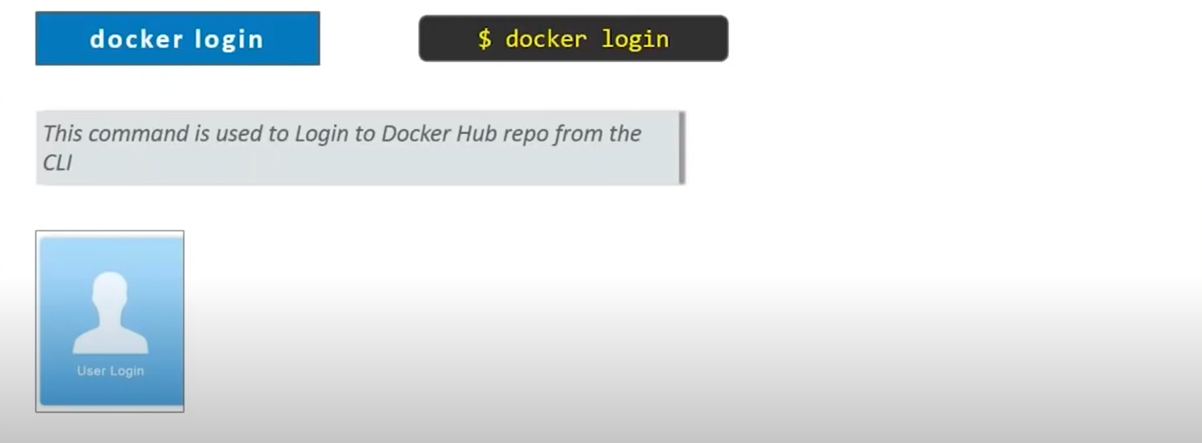 docker login
$ docker login
This command is used to Login to Docker Hub repo from the
CLI
User Login